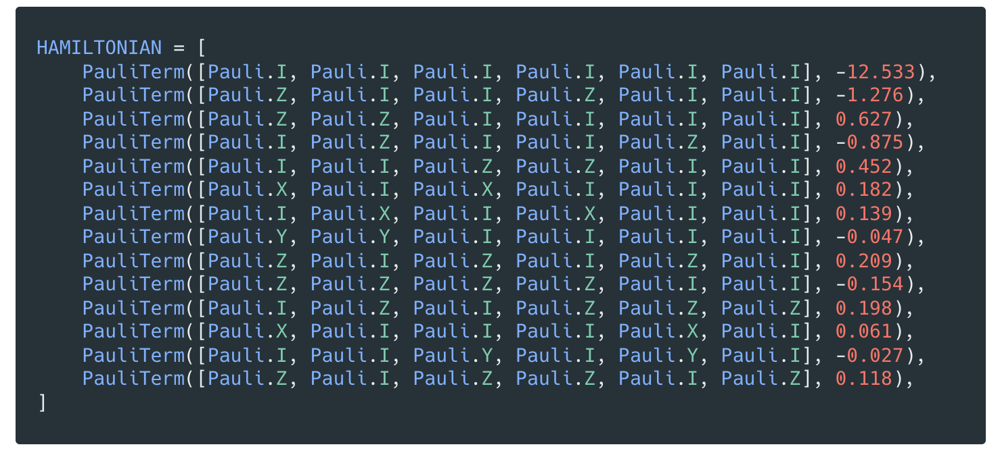 HAMILTONIAN = [
    PauliTerm([Pauli.I, Pauli.I, Pauli.I, Pauli.I, Pauli.I, Pauli.I], -12.533),
    PauliTerm([Pauli.Z, Pauli.I, Pauli.I, Pauli.Z, Pauli.I, Pauli.I], -1.276),
    PauliTerm([Pauli.Z, Pauli.Z, Pauli.I, Pauli.I, Pauli.I, Pauli.I], 0.627),
    PauliTerm([Pauli.I, Pauli.Z, Pauli.I, Pauli.I, Pauli.Z, Pauli.I], -0.875),
    PauliTerm([Pauli.I, Pauli.I, Pauli.Z, Pauli.Z, Pauli.I, Pauli.I], 0.452),
    PauliTerm([Pauli.X, Pauli.I, Pauli.X, Pauli.I, Pauli.I, Pauli.I], 0.182),
    PauliTerm([Pauli.I, Pauli.X, Pauli.I, Pauli.X, Pauli.I, Pauli.I], 0.139),
    PauliTerm([Pauli.Y, Pauli.Y, Pauli.I, Pauli.I, Pauli.I, Pauli.I], -0.047),
    PauliTerm([Pauli.Z, Pauli.I, Pauli.Z, Pauli.I, Pauli.Z, Pauli.I], 0.209),
    PauliTerm([Pauli.Z, Pauli.Z, Pauli.Z, Pauli.Z, Pauli.I, Pauli.I], -0.154),
    PauliTerm([Pauli.I, Pauli.Z, Pauli.I, Pauli.Z, Pauli.Z, Pauli.Z], 0.198),
    PauliTerm([Pauli.X, Pauli.I, Pauli.I, Pauli.I, Pauli.X, Pauli.I], 0.061),
    PauliTerm([Pauli.I, Pauli.I, Pauli.Y, Pauli.I, Pauli.Y, Pauli.I], -0.027),
    PauliTerm([Pauli.Z, Pauli.I, Pauli.Z, Pauli.Z, Pauli.I, Pauli.Z], 0.118),
]